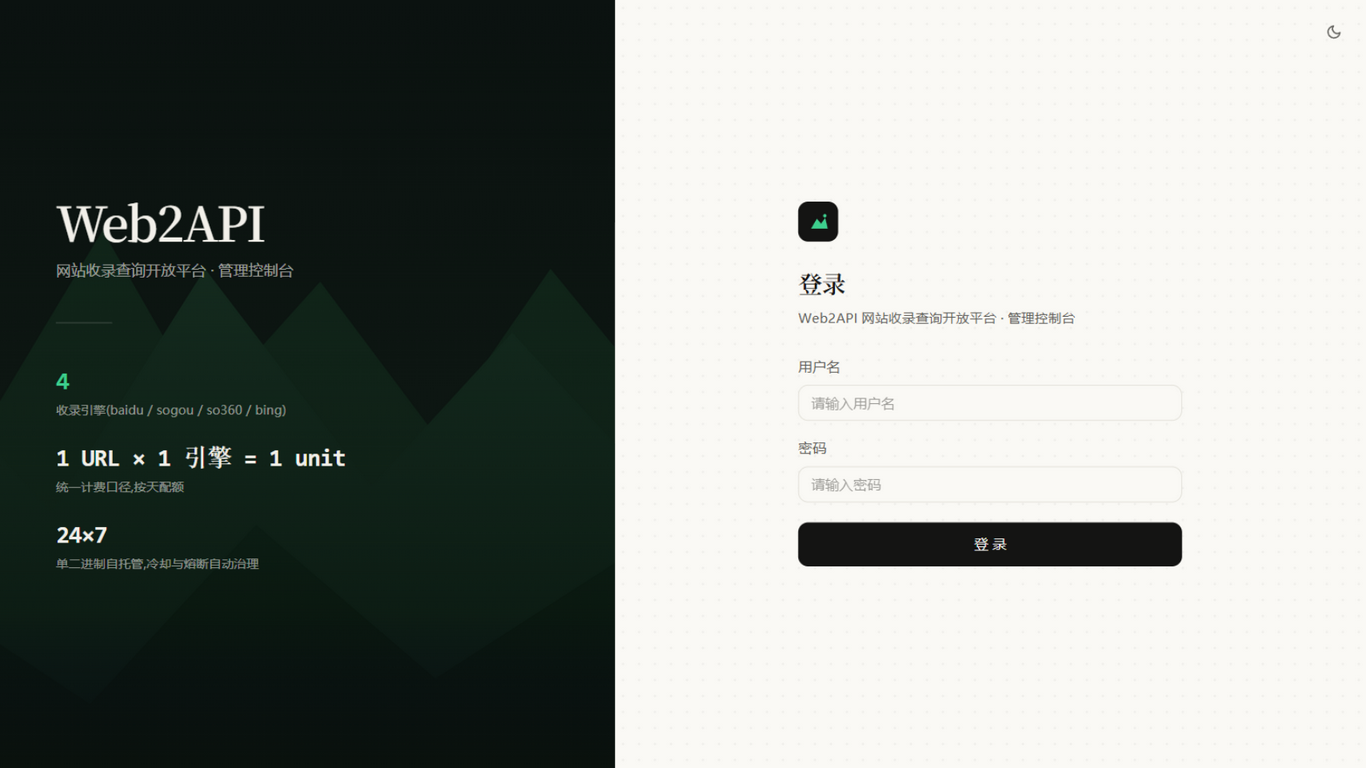 Web2API
网站收录查询开放平台 · 管理控制台
4
收录引擎(baidu / sogou / so360 / bing)
1 URL × 1 引擎 = 1 unit
统一计费口径,按天配额
24×7
单二进制自托管,冷却与熔断自动治理
登录
Web2API 网站收录查询开放平台 · 管理控制台
用户名
请输入用户名
密码
请输入密码
登 录